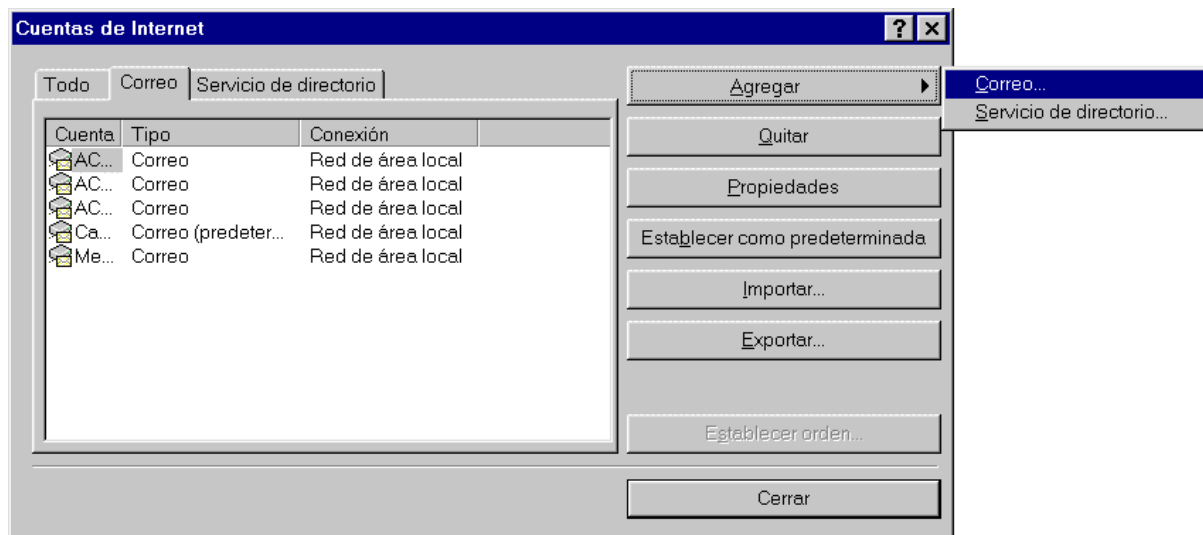 Cuentas de Internet
Todo Correo Servicio de directorio
Agregar
Correo...
Servicio de directorio...
Cuenta Tipo Conexión
AC... Correo Red de área local
AC... Correo Red de área local
AC... Correo Red de área local
Ca... Correo (predeter... Red de área local
Me... Correo Red de área local
Quitar
Propiedades
Establecer como predeterminada
Importar...
Exportar...
Establecer orden...
Cerrar